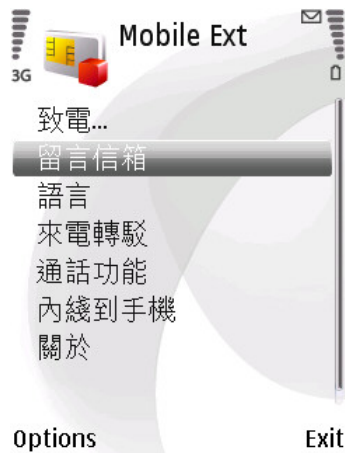 Mobile Ext
3G
致電...
留言信箱
語言
來電轉駁
通話功能
內綫到手機
關於
Options Exit